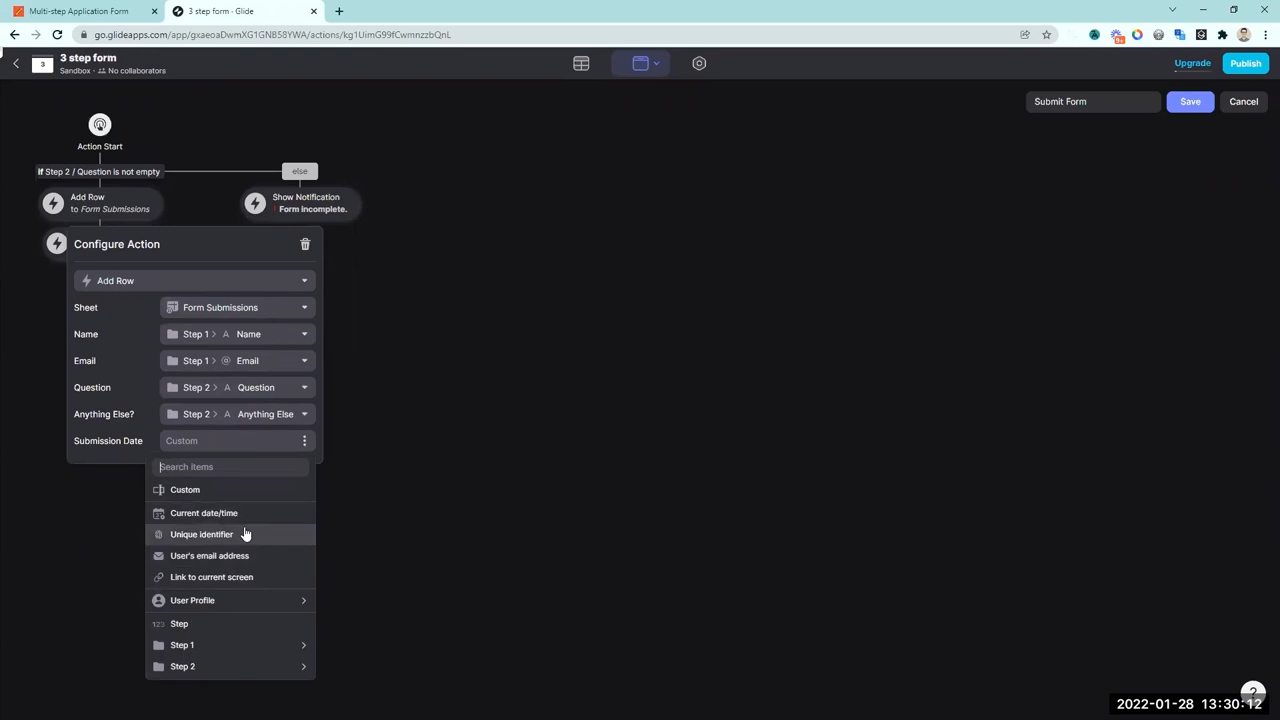 Multi-step Application Form
3 step form - Glide
go.glideapps.com/app/gxaeoaDwmXG1GNB58YWA/actions/kg1UimG99fCwmnzzbQnL
3
3 step form
Sandbox · No collaborators
Upgrade
Publish
Submit Form
Save
Cancel
Action Start
If Step 2 / Question is not empty
else
Add Row
to Form Submissions
Show Notification
! Form incomplete.
Configure Action
Add Row
Sheet
Form Submissions
Name
Step 1 > A Name
Email
Step 1 > @ Email
Question
Step 2 > A Question
Anything Else?
Step 2 > A Anything Else
Submission Date
Custom
Search items
Custom
Current date/time
Unique identifier
User's email address
Link to current screen
User Profile
123 Step
Step 1
Step 2
?
2022-01-28 13:30:12